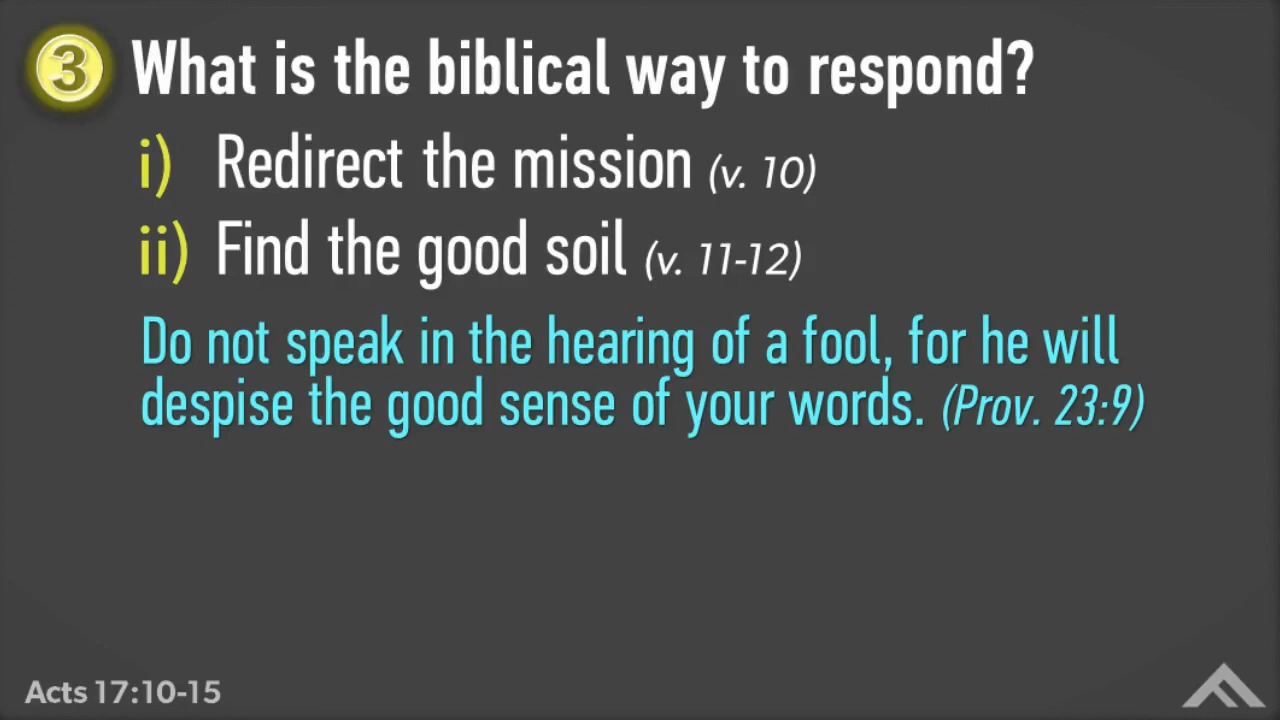 3 What is the biblical way to respond?
i) Redirect the mission (v. 10)
ii) Find the good soil (v. 11-12)
Do not speak in the hearing of a fool, for he will
despise the good sense of your words. (Prov. 23:9)
Acts 17:10-15